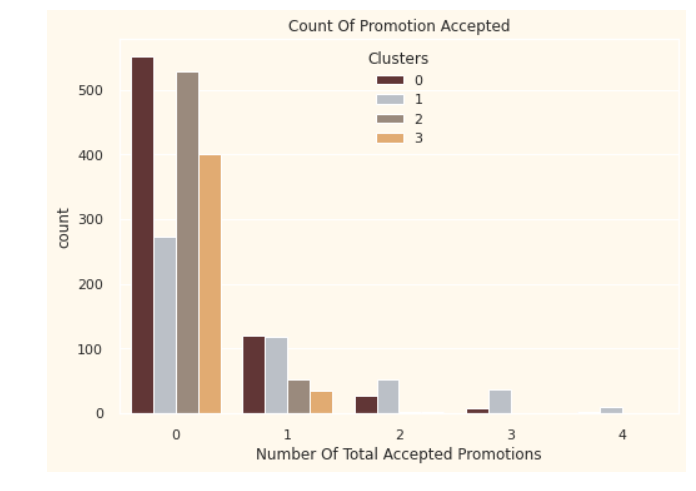 Count Of Promotion Accepted
Clusters
0
1
2
3
500
400
300
200
100
0
count
0 1 2 3 4
Number Of Total Accepted Promotions